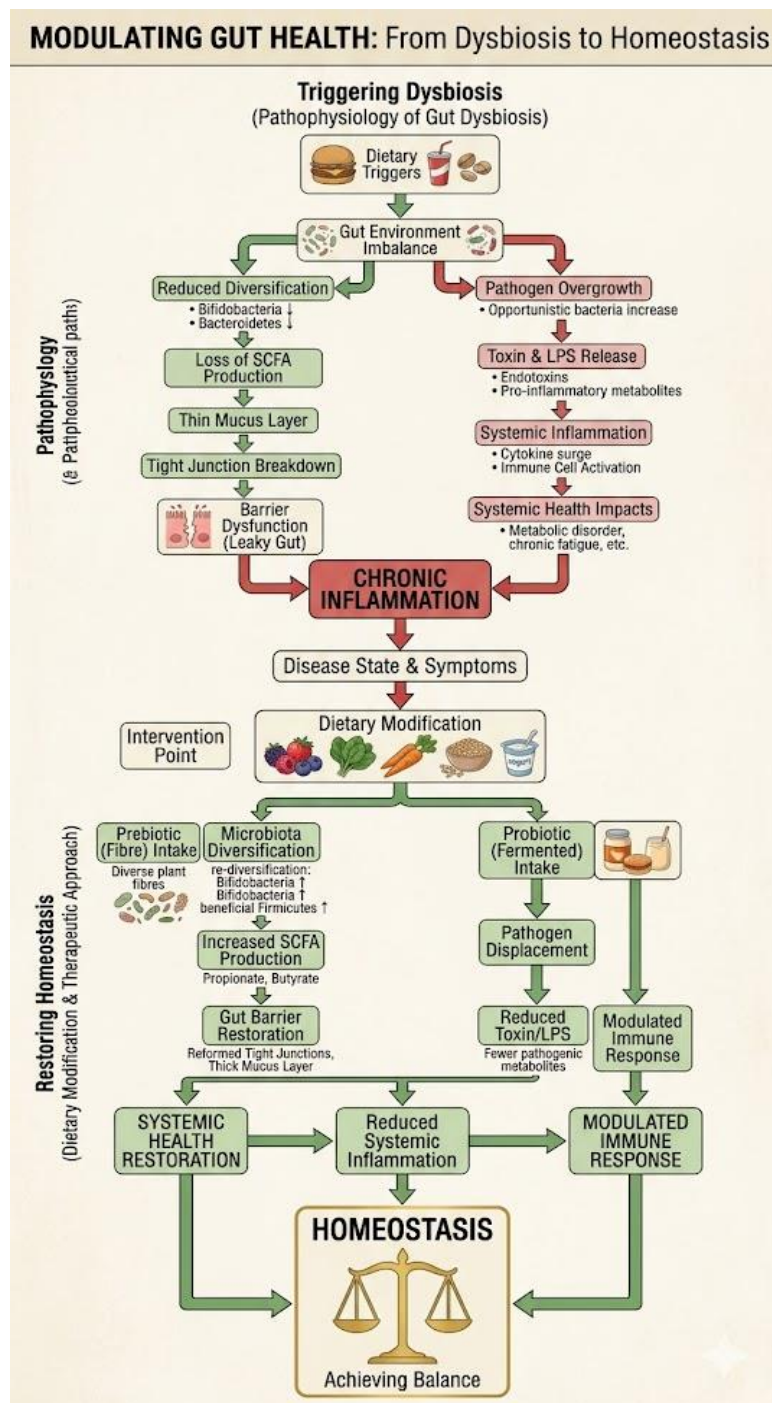 MODULATING GUT HEALTH: From Dysbiosis to Homeostasis
Triggering Dysbiosis
(Pathophysiology of Gut Dysbiosis)
Dietary
Triggers
Gut Environment
Imbalance
Reduced Diversification
• Bifidobacteria ↓
• Bacteroidetes ↓
Loss of SCFA
Production
Thin Mucus Layer
Tight Junction Breakdown
Barrier
Dysfunction
(Leaky Gut)
Pathogen Overgrowth
• Opportunistic bacteria increase
Toxin & LPS Release
• Endotoxins
• Pro-inflammatory metabolites
Systemic Inflammation
• Cytokine surge
• Immune Cell Activation
Systemic Health Impacts
• Metabolic disorder,
chronic fatigue, etc.
Pathophyslogy
CHRONIC
INFLAMMATION
Disease State & Symptoms
Intervention
Point
Dietary Modification
yogurt
Restoring Homeostasis
(Dietary Modification & Therapeutic Approach)
Prebiotic
(Fibre) Intake
Diverse plant
fibres
Microbiota
Diversification
re-diversification:
Bifidobacteria ↑
Bifidobacteria ↑
beneficial Firmicutes ↑
Increased SCFA
Production
Propionate, Butyrate
Gut Barrier
Restoration
Reformed Tight Junctions,
Thick Mucus Layer
Probiotic
(Fermented)
Intake
Pathogen
Displacement
Reduced
Toxin/LPS
Fewer pathogenic
metabolites
Modulated
Immune
Response
SYSTEMIC
HEALTH
RESTORATION
Reduced
Systemic
Inflammation
MODULATED
IMMUNE
RESPONSE
HOMEOSTASIS
Achieving Balance